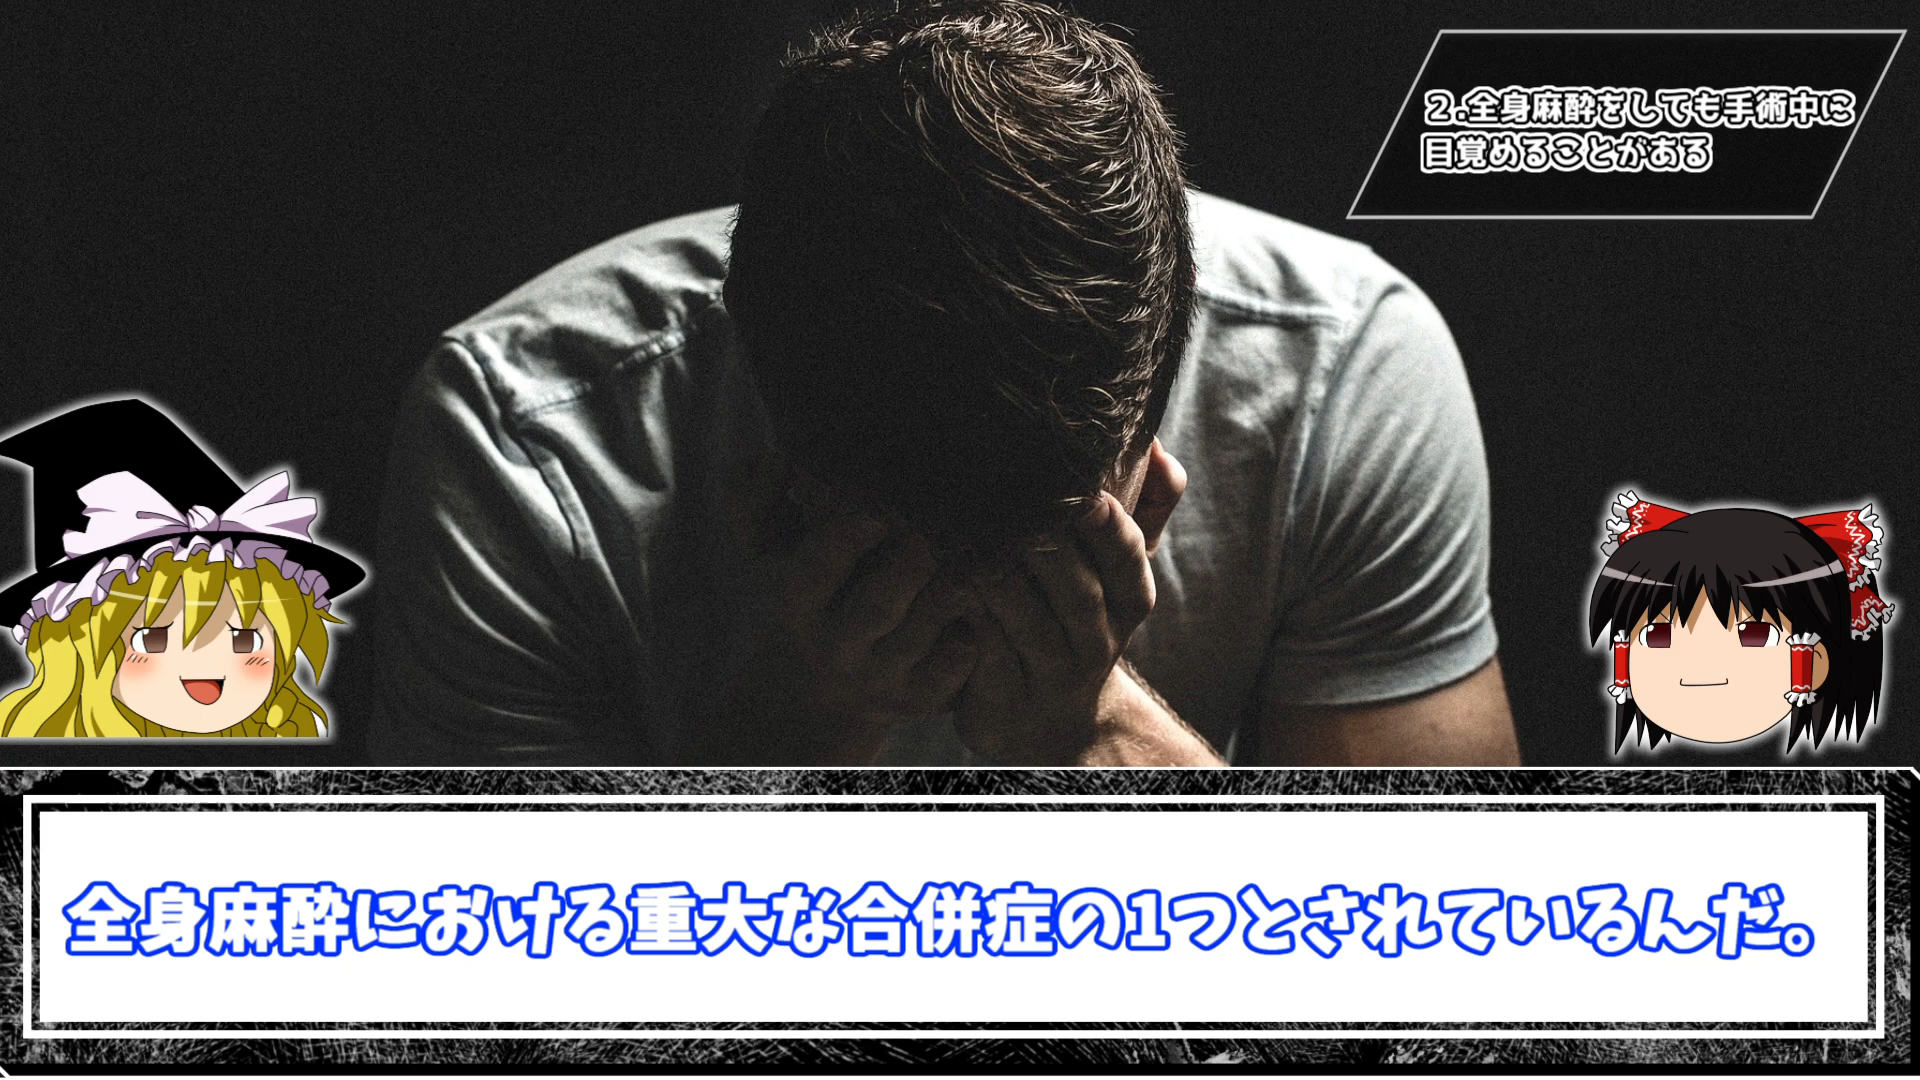 ２.全身麻酔をしても手術中に
目覚めることがある
全身麻酔における重大な合併症の1つとされているんだ。